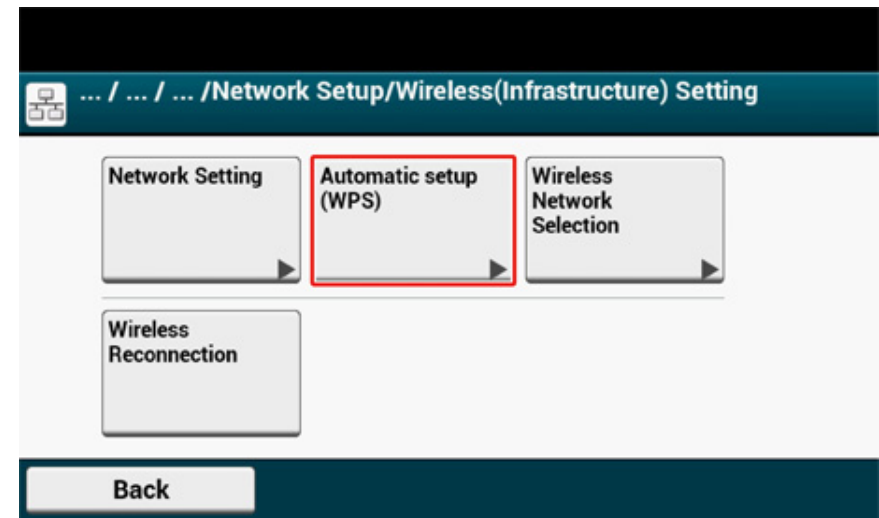 ... / ... / ... /Network Setup/Wireless(Infrastructure) Setting
Network Setting
Automatic setup
(WPS)
Wireless
Network
Selection
Wireless
Reconnection
Back